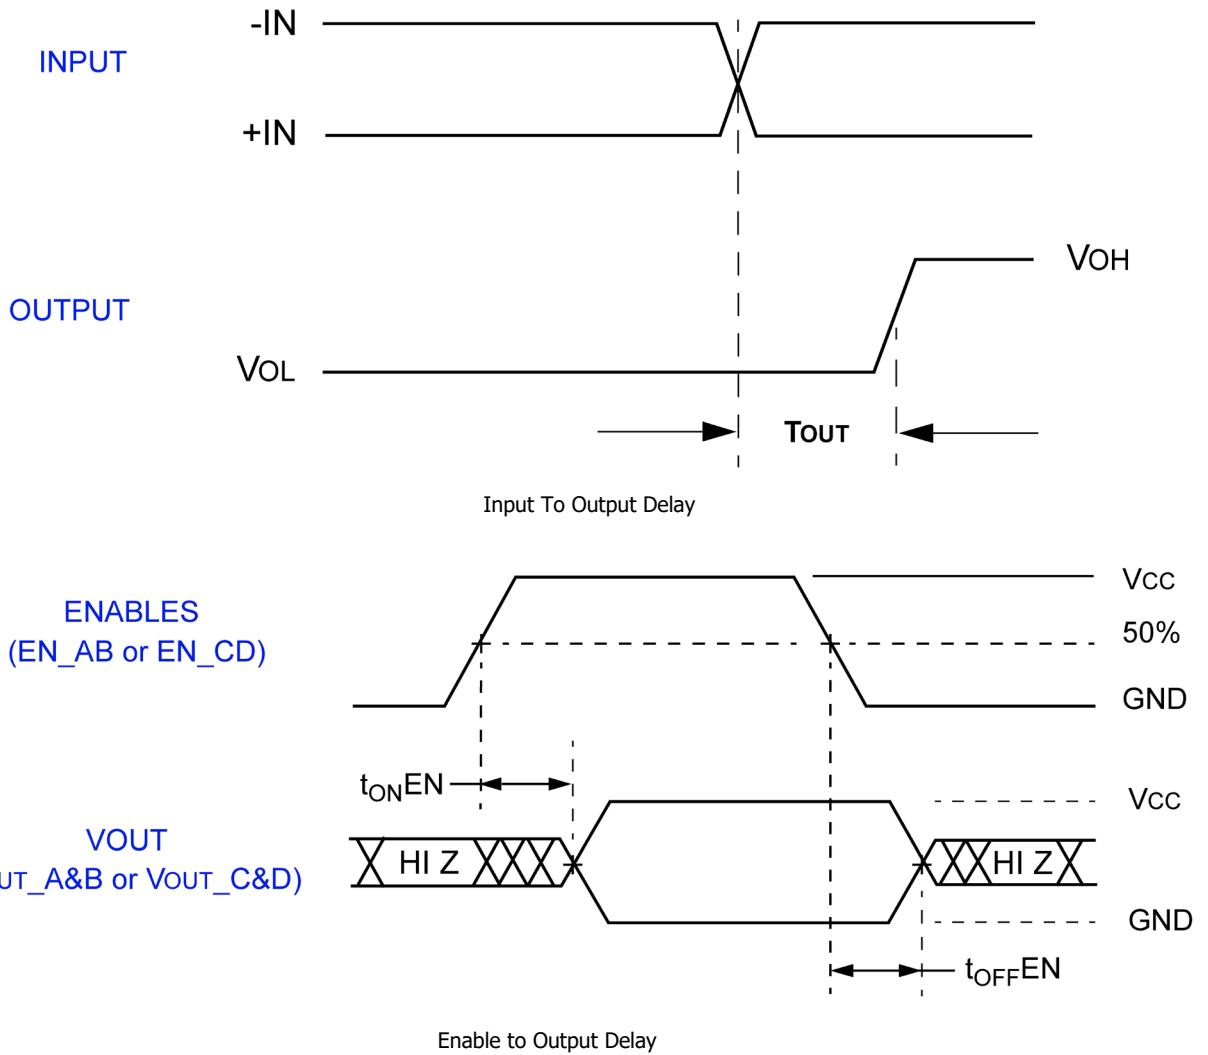 -IN
INPUT
+IN
VOH
OUTPUT
VOL
TOUT
Input To Output Delay
VCC
ENABLES
50%
(EN_AB or EN_CD)
GND
tONEN
VCC
VOUT
HI Z
HI Z
UT_A&B or VOUT_C&D)
GND
tOFFEN
Enable to Output Delay